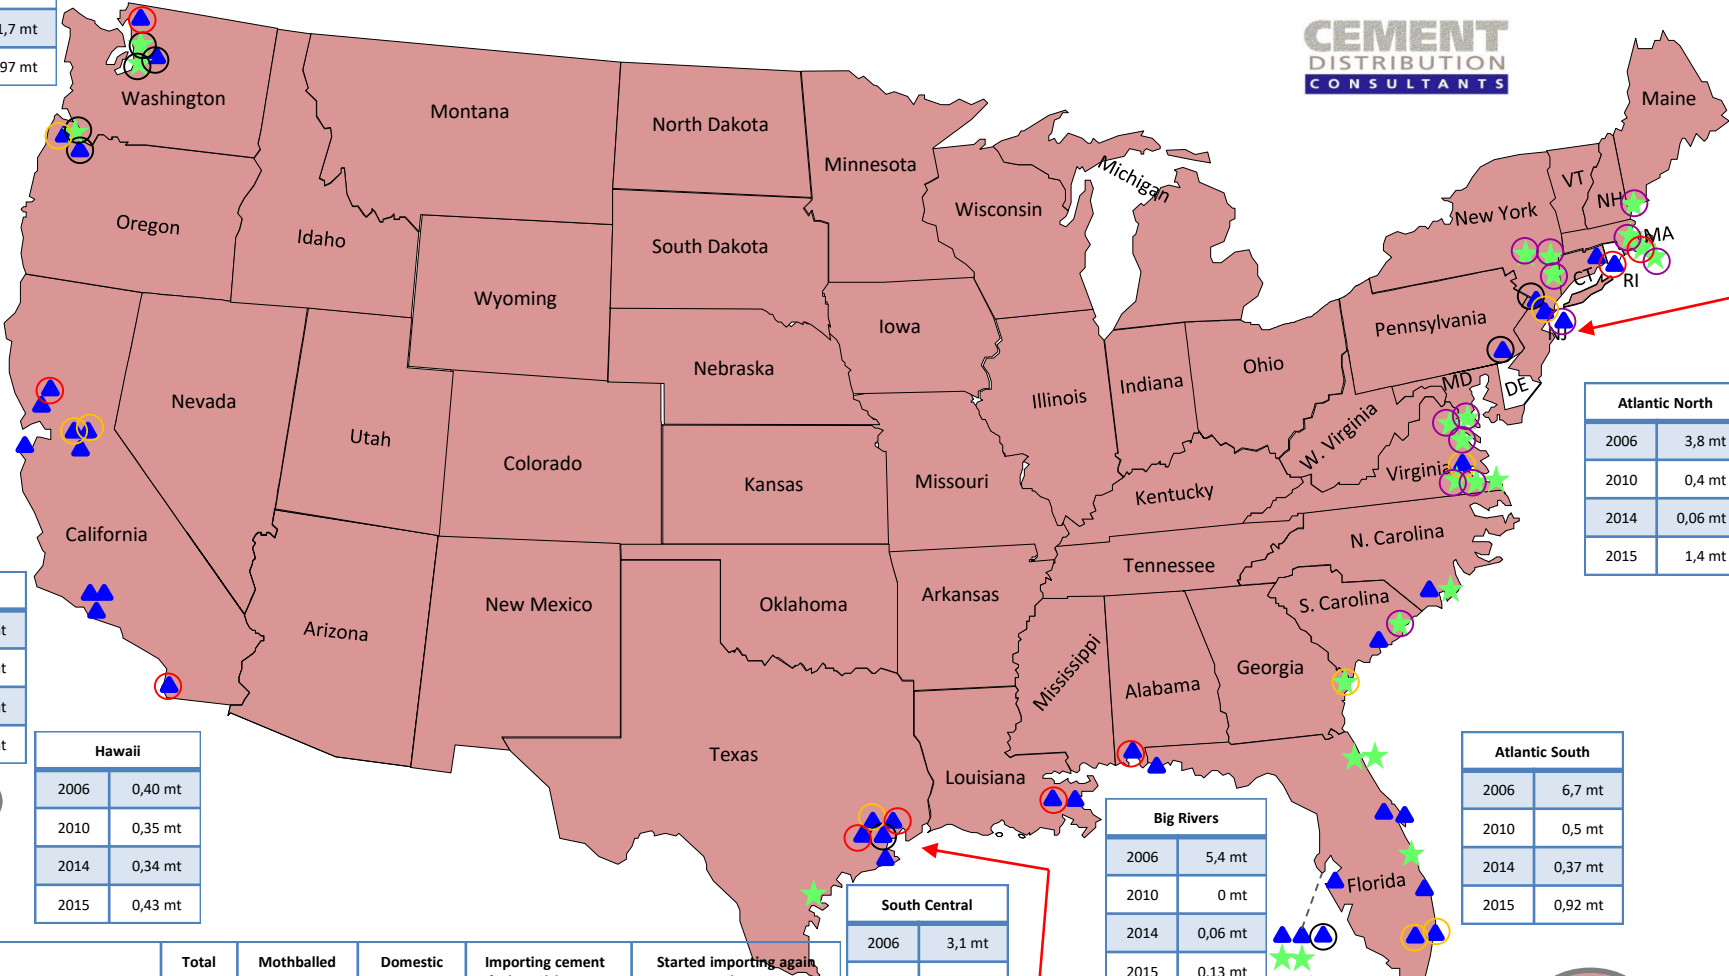 1,7 mt
97 mt
CEMENT
DISTRIBUTION
CONSULTANTS
Washington
Montana
North Dakota
Minnesota
Michigan
Maine
Oregon
Idaho
South Dakota
Wisconsin
New York
VT
NH
MA
CT
RI
Wyoming
Iowa
Pennsylvania
NJ
Nevada
Utah
Nebraska
Illinois
Indiana
Ohio
MD
DE
Colorado
Kansas
Missouri
W. Virginia
Virginia
Kentucky
California
Arizona
New Mexico
Oklahoma
Arkansas
Tennessee
N. Carolina
S. Carolina
Texas
Louisiana
Mississippi
Alabama
Georgia
Florida
Atlantic North
2006 3,8 mt
2010 0,4 mt
2014 0,06 mt
2015 1,4 mt
Hawaii
2006 0,40 mt
2010 0,35 mt
2014 0,34 mt
2015 0,43 mt
Atlantic South
2006 6,7 mt
2010 0,5 mt
2014 0,37 mt
2015 0,92 mt
Big Rivers
2006 5,4 mt
2010 0 mt
2014 0,06 mt
2015 0,13 mt
South Central
2006 3,1 mt
Total Mothballed Domestic Importing cement Started importing again